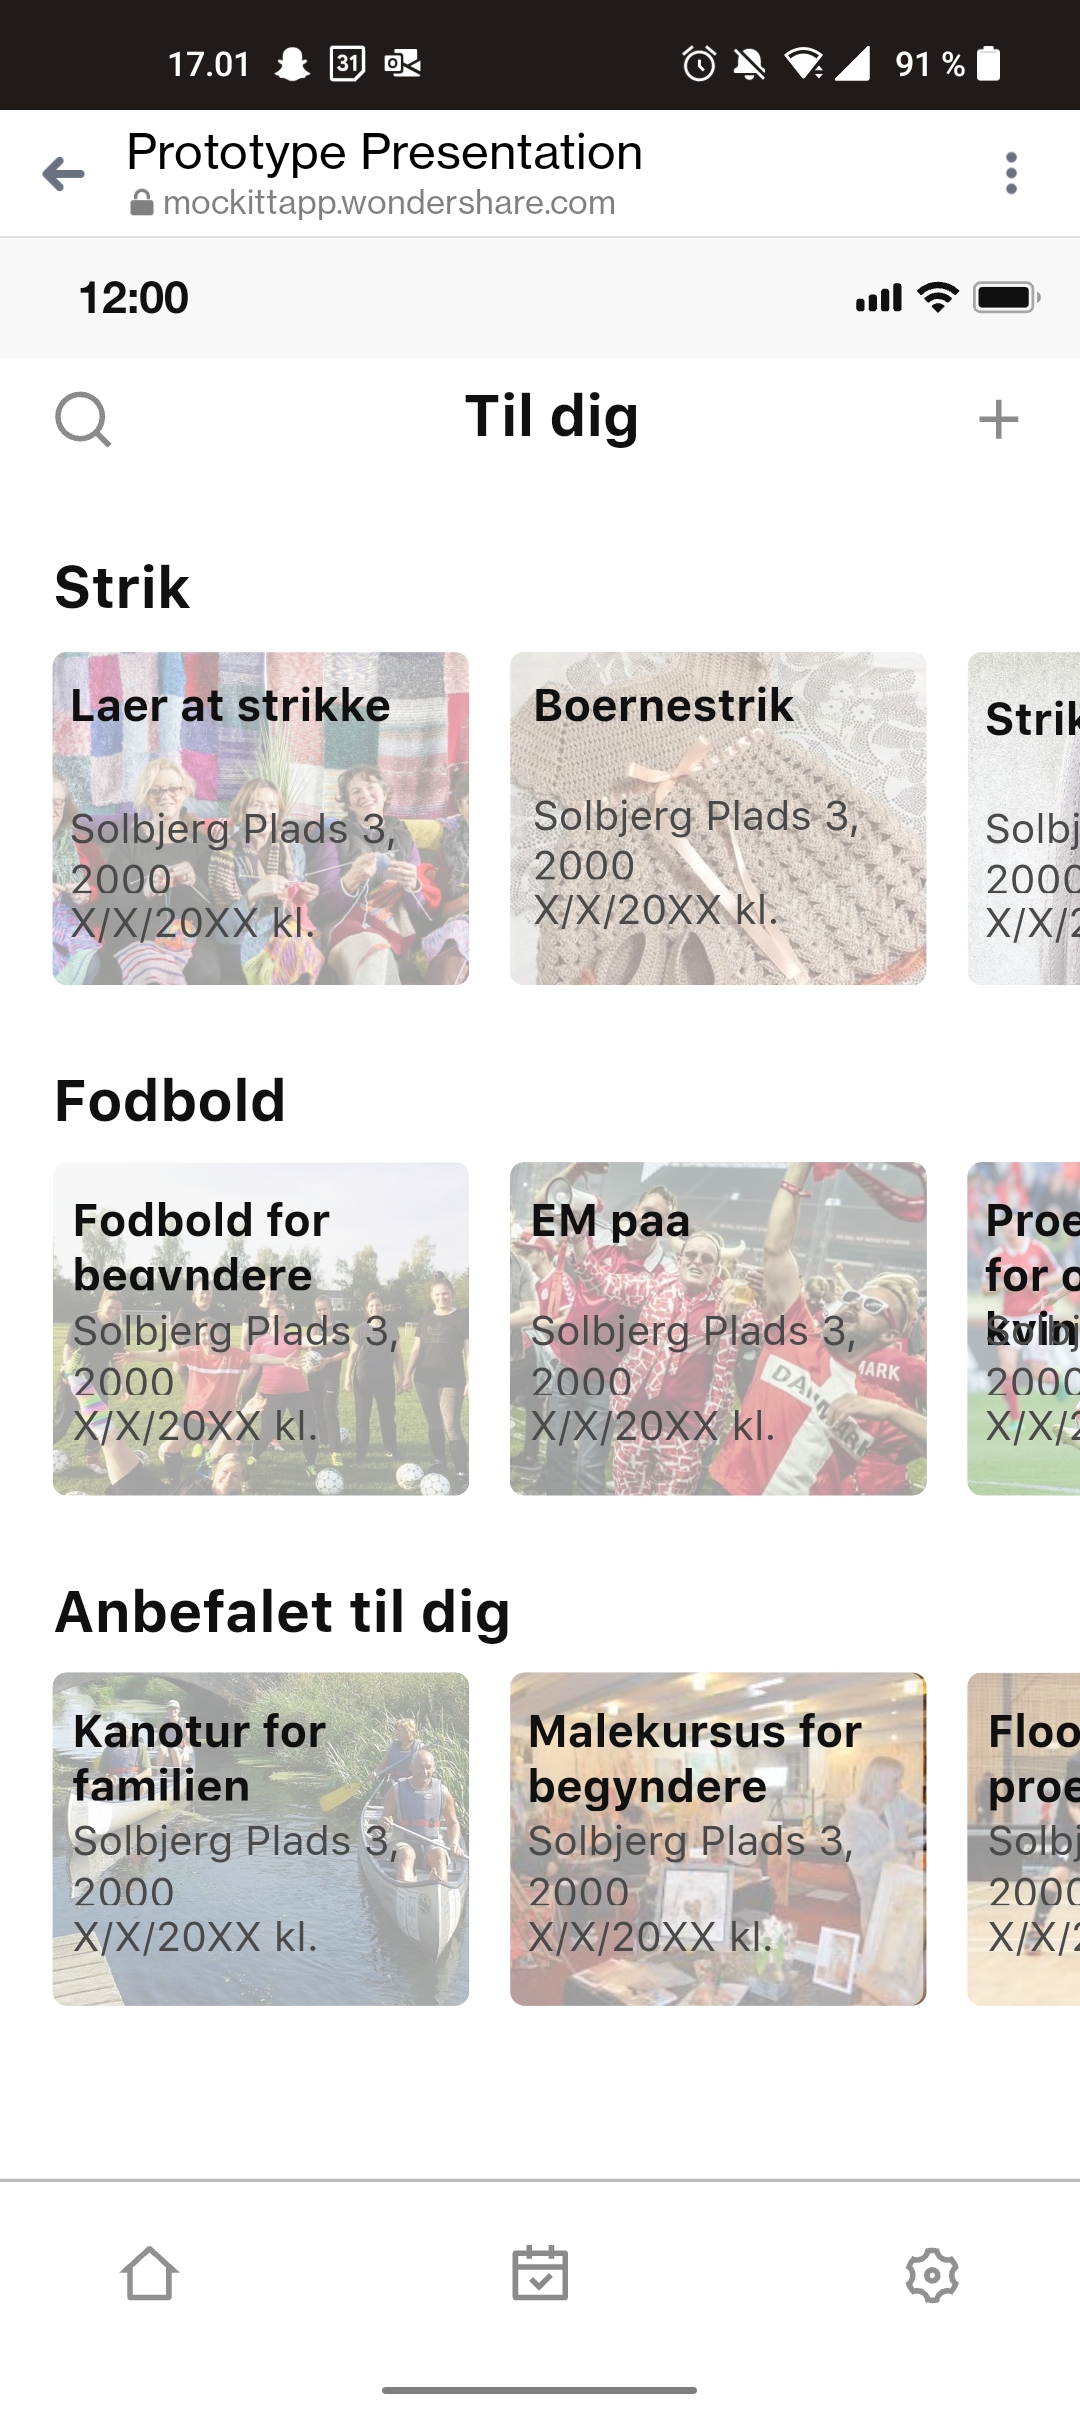 17.01
31
91 %
Prototype Presentation
mockittapp.wondershare.com
12:00
Til dig
Strik
Laer at strikke
Solbjerg Plads 3,
2000
X/X/20XX kl.
Boernestrik
Solbjerg Plads 3,
2000
X/X/20XX kl.
Strik
Solbj
2000
X/X/2
Fodbold
Fodbold for
begyndere
Solbjerg Plads 3,
2000
X/X/20XX kl.
EM paa
Solbjerg Plads 3,
2000
X/X/20XX kl.
DANMARK
MARK
Proe
for o
kvin
Solbj
2000
X/X/2
Anbefalet til dig
Kanotur for
familien
Solbjerg Plads 3,
2000
X/X/20XX kl.
Malekursus for
begyndere
Solbjerg Plads 3,
2000
X/X/20XX kl.
Floo
proe
Solbj
2000
X/X/2